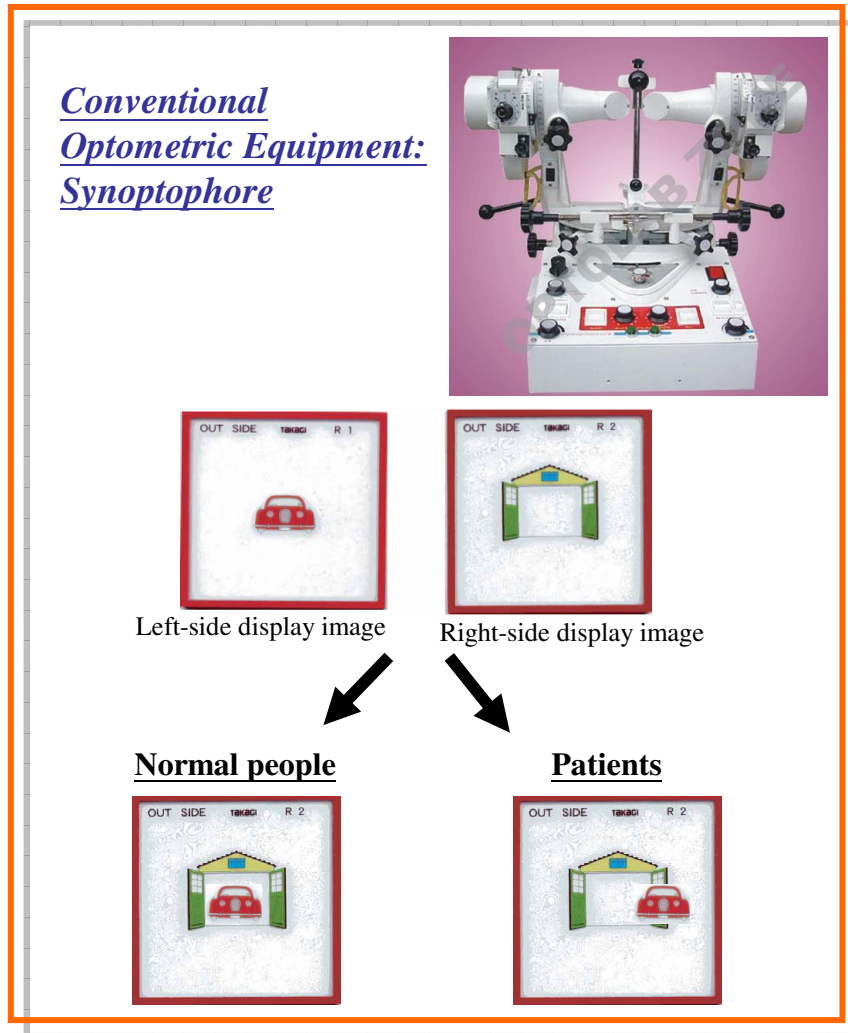 Conventional
Optometric Equipment:
Synoptophore
OUT SIDE TAKAGI R 1
OUT SIDE TAKAGI R 2
Left-side display image
Right-side display image
Normal people
Patients
OUT SIDE TAKAGI R 2
OUT SIDE TAKAGI R 2